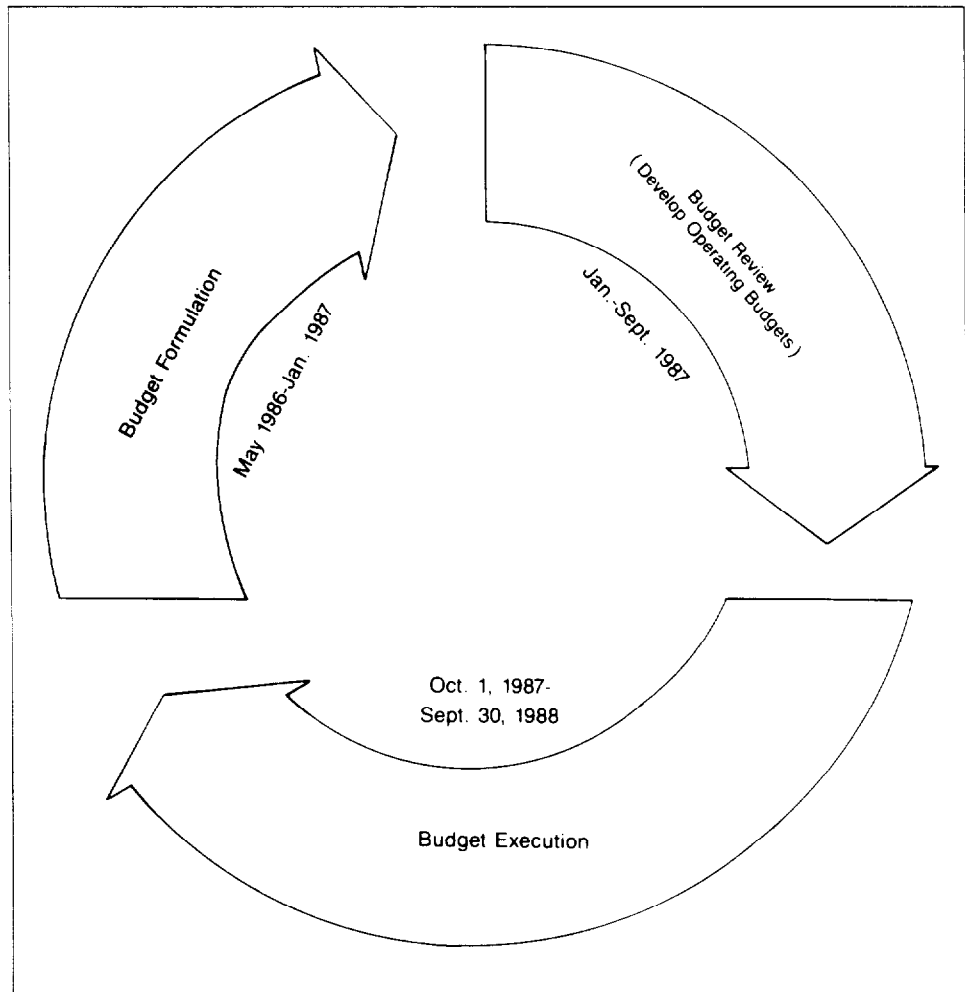 Budget Formulation
May 1986-Jan. 1987
Budget Review
(Develop Operating Budgets)
Jan.-Sept. 1987
Oct. 1, 1987-
Sept. 30, 1988
Budget Execution